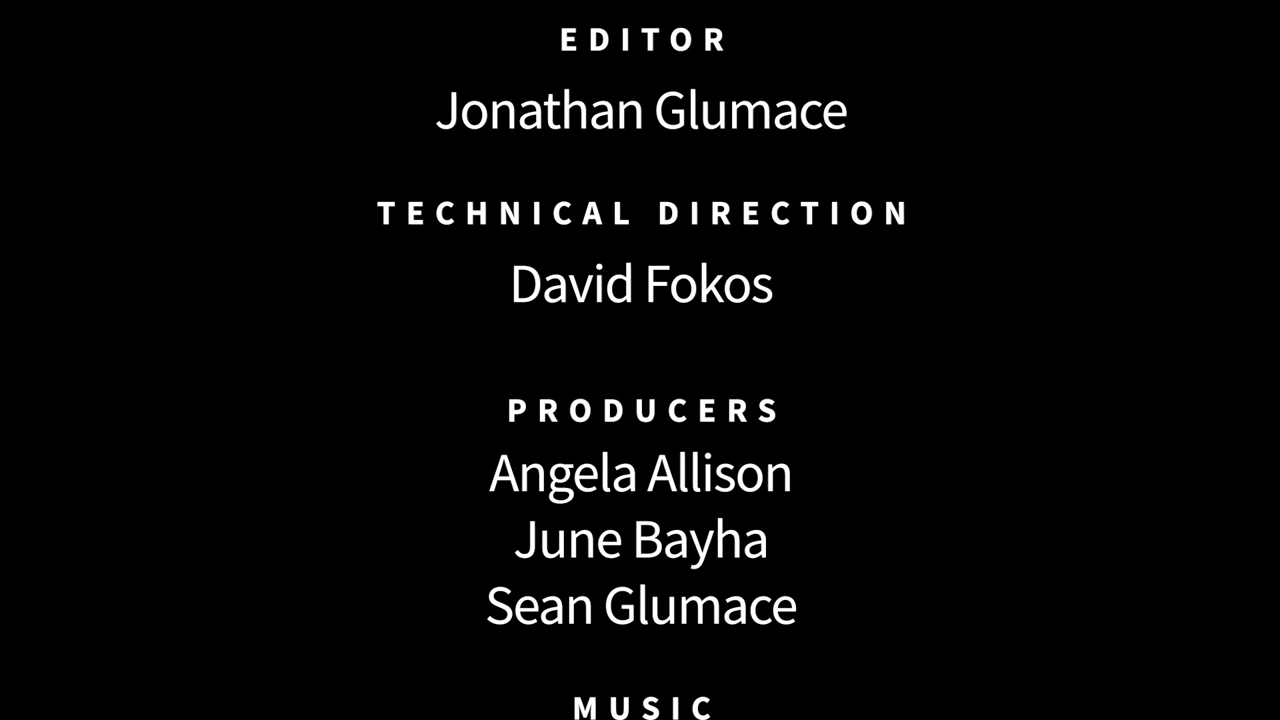 EDITOR
Jonathan Glumace
TECHNICAL DIRECTION
David Fokos
PRODUCERS
Angela Allison
June Bayha
Sean Glumace
MUSIC